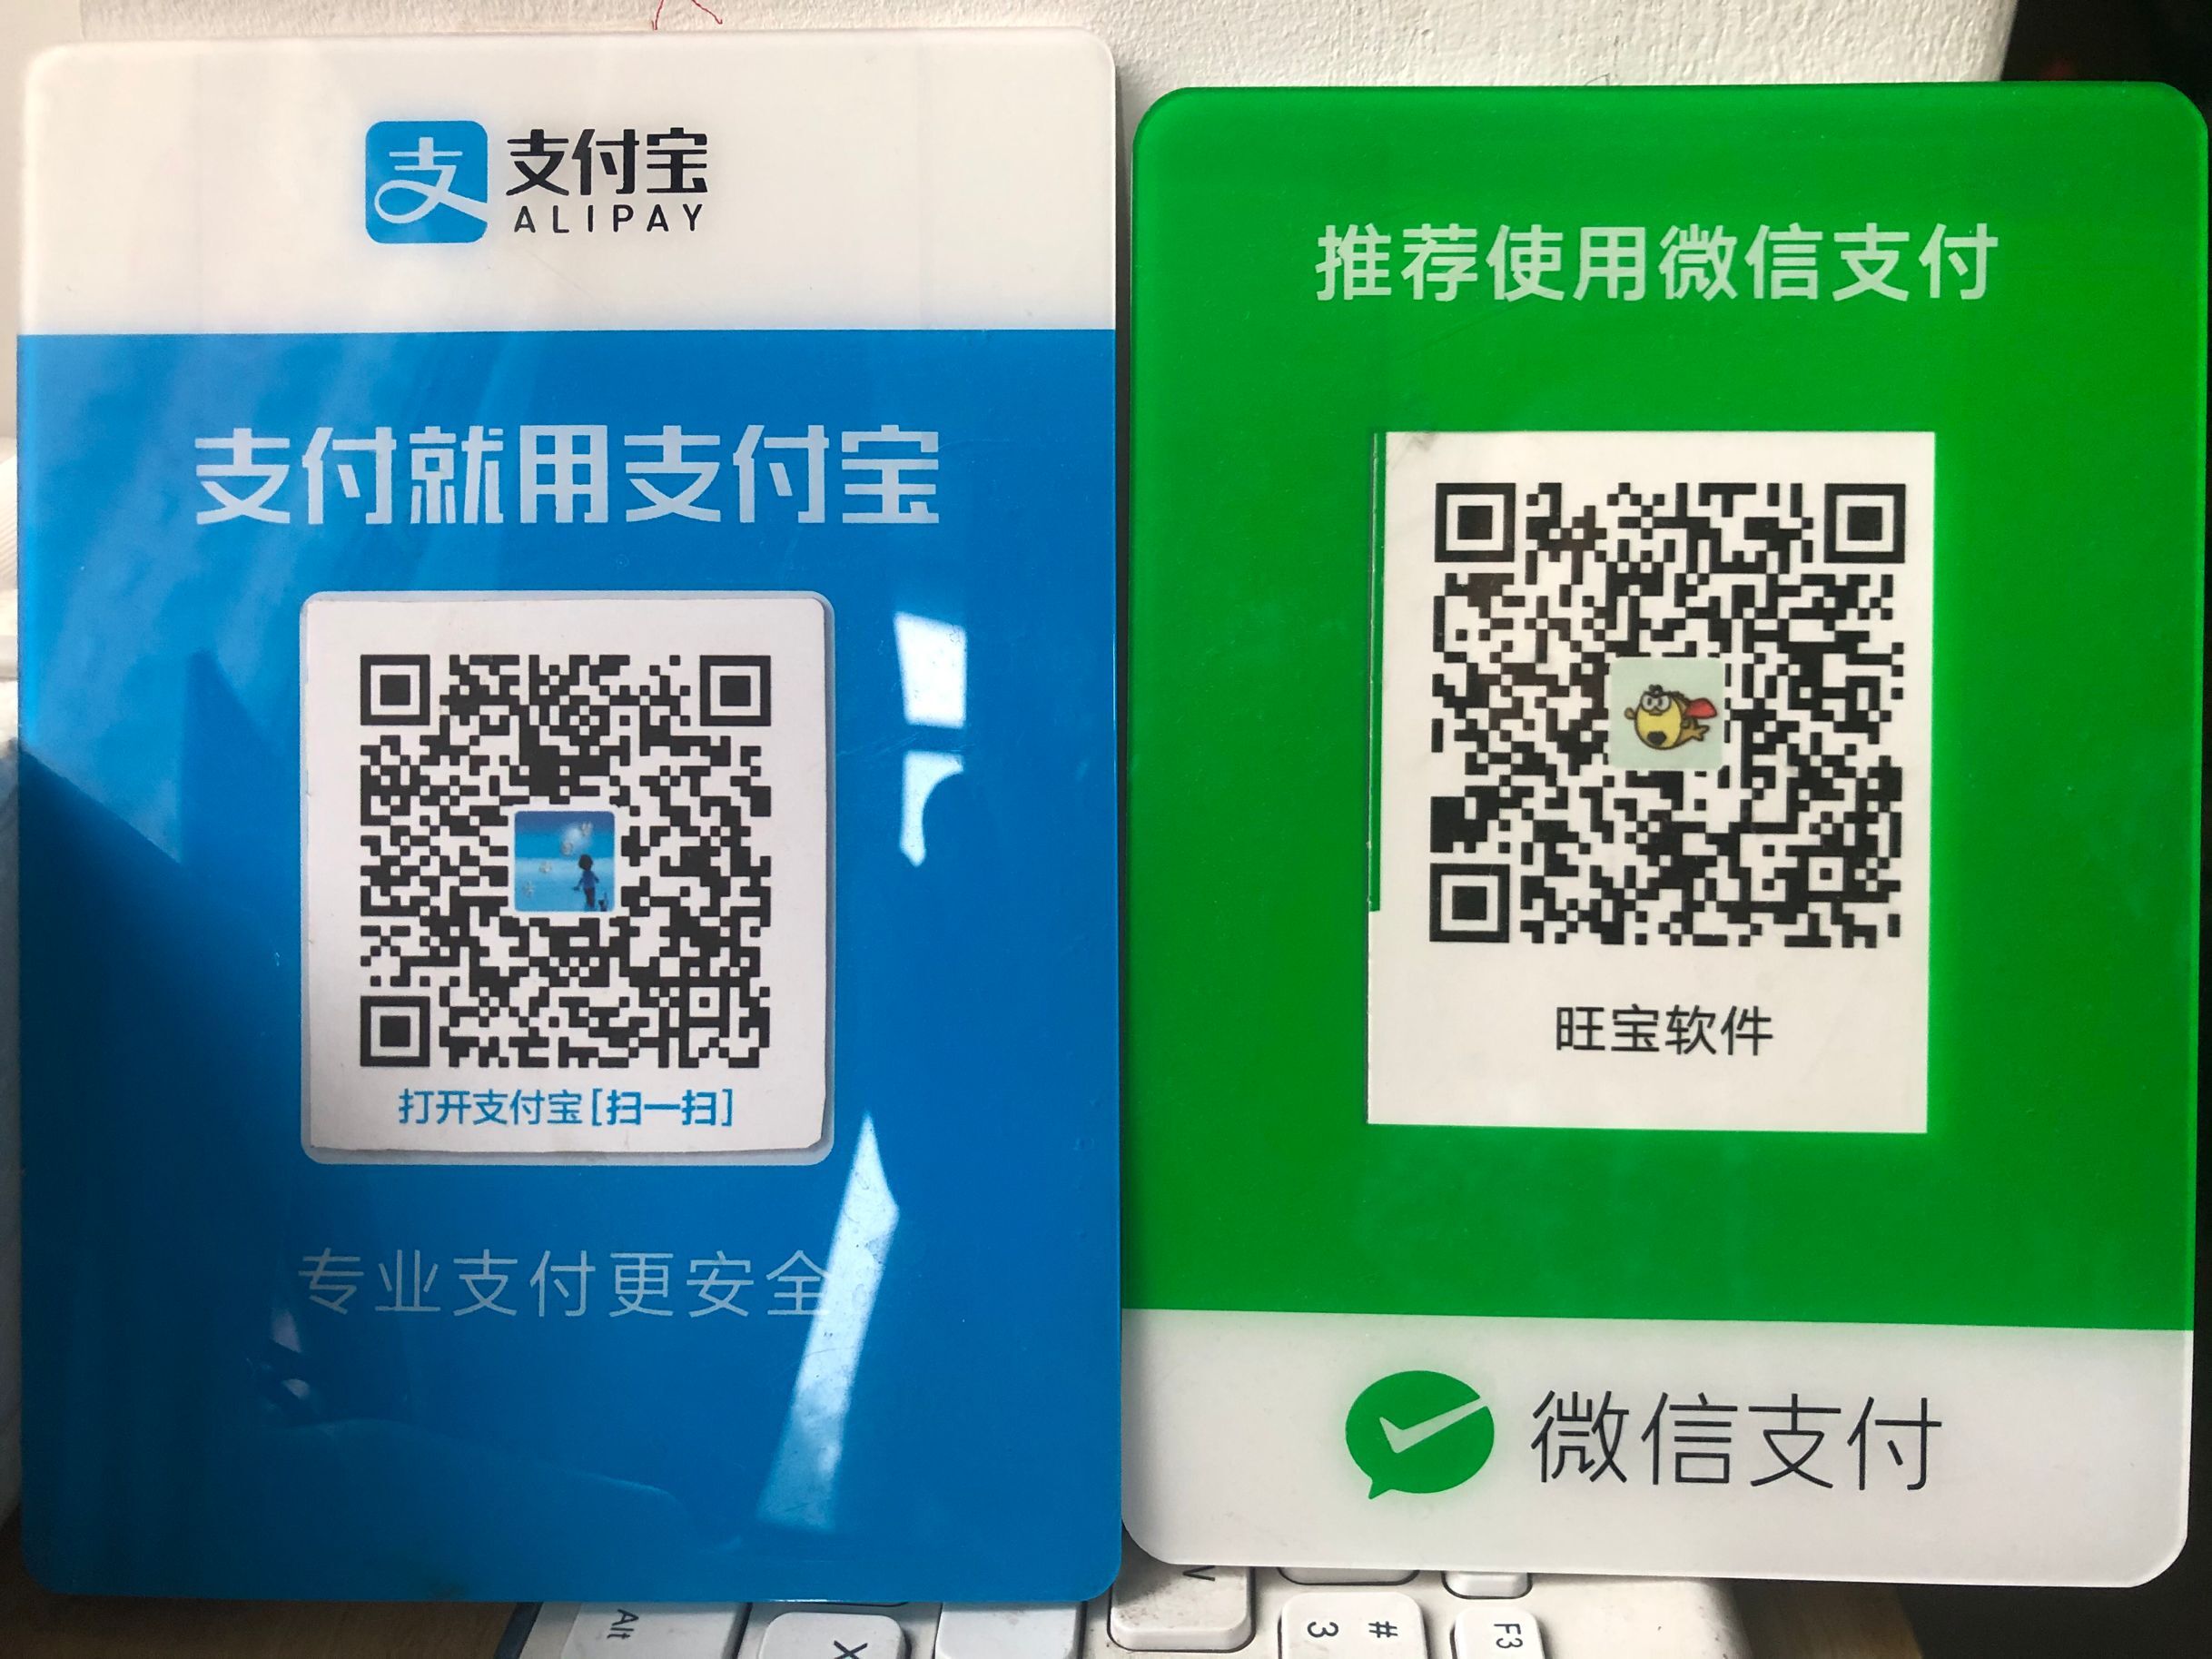 支付宝
ALIPAY
支付就用支付宝
打开支付宝[扫一扫]
专业支付更安全
推荐使用微信支付
旺宝软件
微信支付
Alt
X
V
3 #
F3